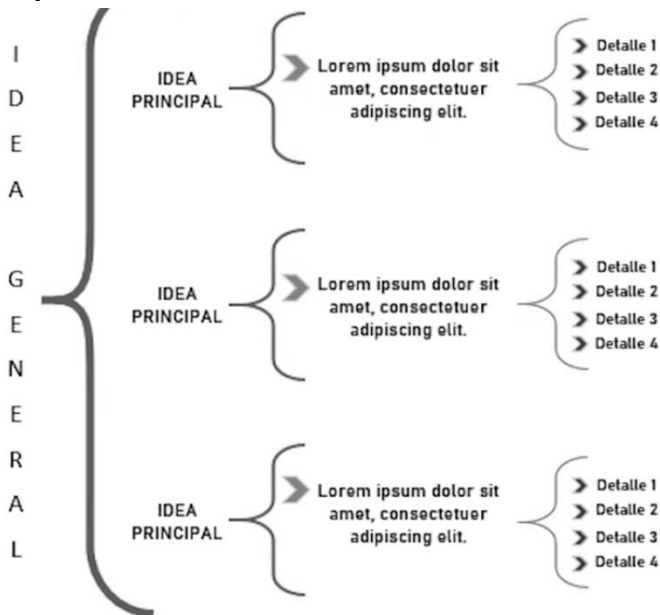 IDEA GENERAL
IDEA
PRINCIPAL
Lorem ipsum dolor sit
amet, consectetuer
adipiscing elit.
Detalle 1
Detalle 2
Detalle 3
Detalle 4
IDEA
PRINCIPAL
Lorem ipsum dolor sit
amet, consectetuer
adipiscing elit.
Detalle 1
Detalle 2
Detalle 3
Detalle 4
IDEA
PRINCIPAL
Lorem ipsum dolor sit
amet, consectetuer
adipiscing elit.
Detalle 1
Detalle 2
Detalle 3
Detalle 4